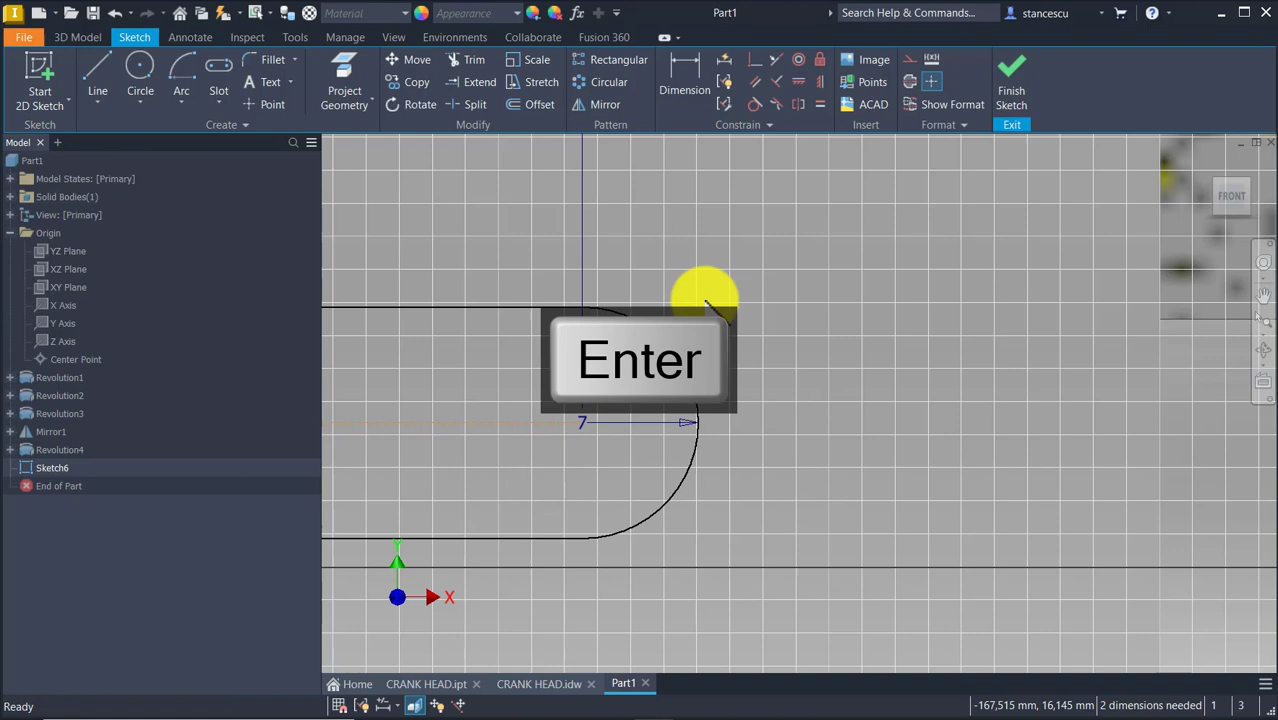 Material
Appearance
Part1
Search Help & Commands...
stancescu
File
3D Model
Sketch
Annotate
Inspect
Tools
Manage
View
Environments
Collaborate
Fusion 360
Start
2D Sketch
Line
Circle
Arc
Slot
Fillet
Text
Point
Project
Geometry
Move
Copy
Rotate
Trim
Extend
Split
Scale
Stretch
Offset
Rectangular
Circular
Mirror
Dimension
Image
Points
ACAD
Show Format
Finish
Sketch
Sketch
Create
Modify
Pattern
Constrain
Insert
Format
Exit
Model
Part1
Model States: [Primary]
Solid Bodies(1)
View: [Primary]
Origin
YZ Plane
XZ Plane
XY Plane
X Axis
Y Axis
Z Axis
Center Point
Revolution1
Revolution2
Revolution3
Mirror1
Revolution4
Sketch6
End of Part
FRONT
Enter
7
Y
X
Home
CRANK HEAD.ipt
CRANK HEAD.idw
Part1
Ready
-167,515 mm, 16,145 mm
2 dimensions needed
1
3